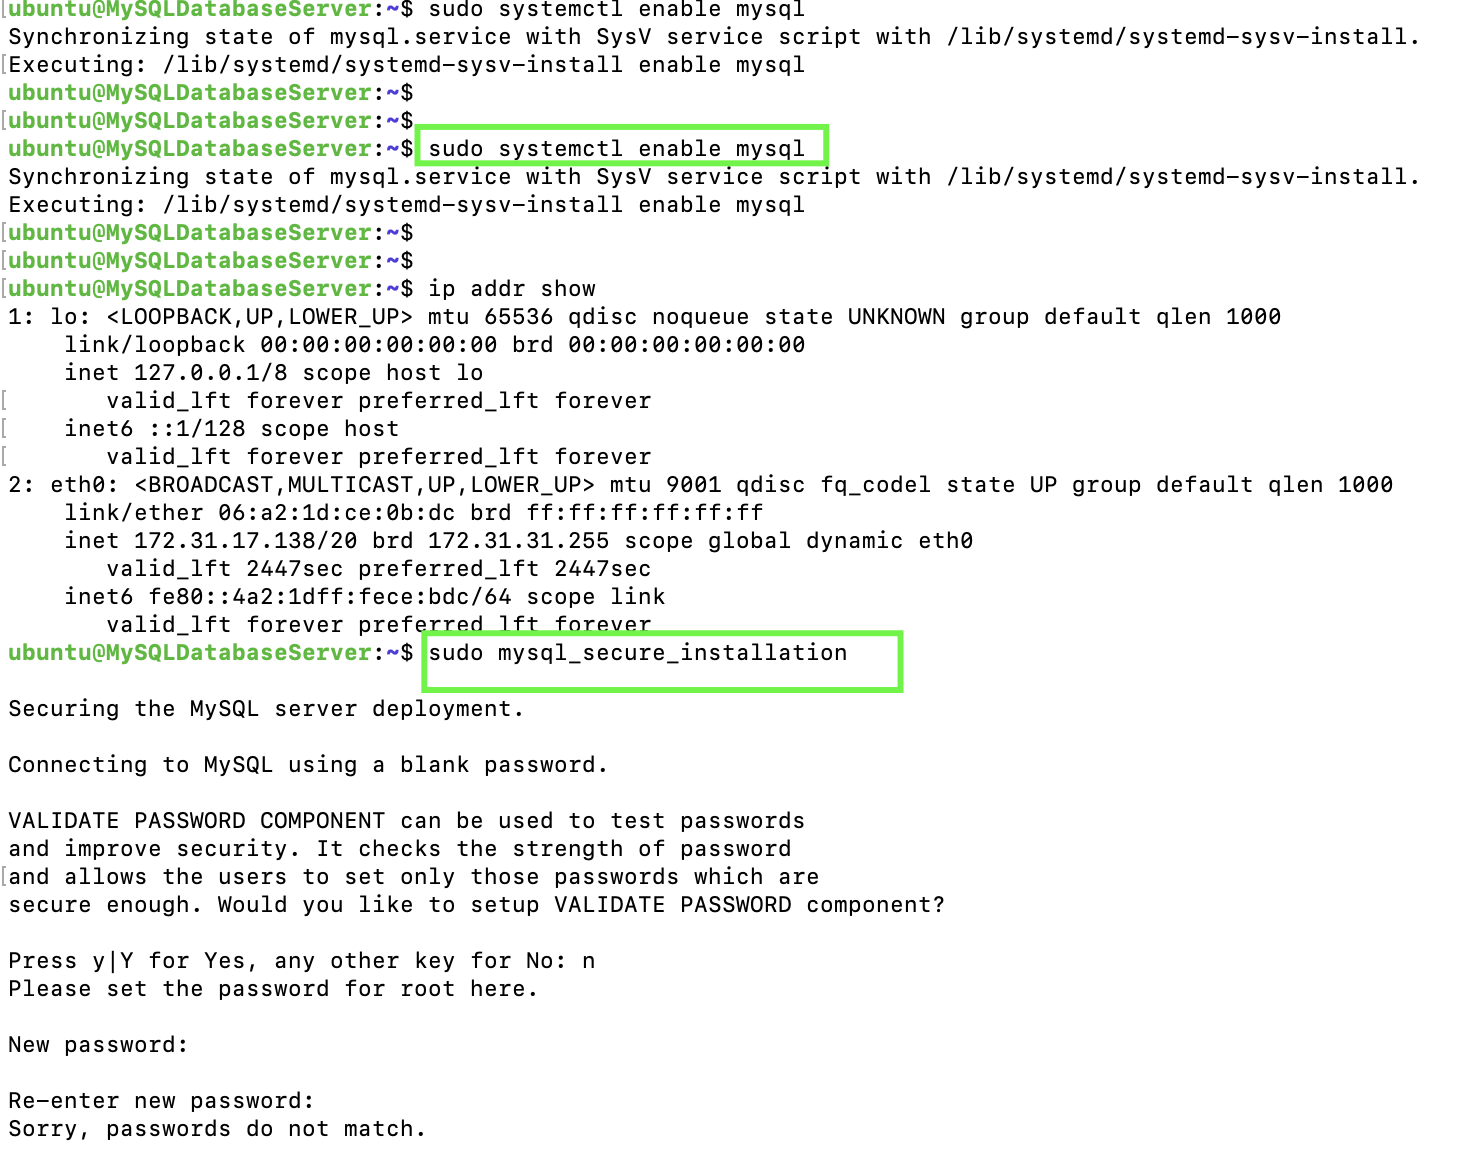 ubuntu@MySQLDatabaseServer:~$ sudo systemctl enable mysql
Synchronizing state of mysql.service with SysV service script with /lib/systemd/systemd-sysv-install.
[Executing: /lib/systemd/systemd-sysv-install enable mysql
ubuntu@MySQLDatabaseServer:~$
[ubuntu@MySQLDatabaseServer:~$
ubuntu@MySQLDatabaseServer:~$ sudo systemctl enable mysql
Synchronizing state of mysql.service with SysV service script with /lib/systemd/systemd-sysv-install.
Executing: /lib/systemd/systemd-sysv-install enable mysql
[ubuntu@MySQLDatabaseServer:~$
[ubuntu@MySQLDatabaseServer:~$
[ubuntu@MySQLDatabaseServer:~$ ip addr show
1: lo: <LOOPBACK,UP,LOWER_UP> mtu 65536 qdisc noqueue state UNKNOWN group default qlen 1000
    link/loopback 00:00:00:00:00:00 brd 00:00:00:00:00:00
    inet 127.0.0.1/8 scope host lo
[       valid_lft forever preferred_lft forever
[    inet6 ::1/128 scope host
[       valid_lft forever preferred_lft forever
2: eth0: <BROADCAST,MULTICAST,UP,LOWER_UP> mtu 9001 qdisc fq_codel state UP group default qlen 1000
    link/ether 06:a2:1d:ce:0b:dc brd ff:ff:ff:ff:ff:ff
    inet 172.31.17.138/20 brd 172.31.31.255 scope global dynamic eth0
       valid_lft 2447sec preferred_lft 2447sec
    inet6 fe80::4a2:1dff:fece:bdc/64 scope link
       valid_lft forever preferred_lft forever
ubuntu@MySQLDatabaseServer:~$ sudo mysql_secure_installation
Securing the MySQL server deployment.
Connecting to MySQL using a blank password.
VALIDATE PASSWORD COMPONENT can be used to test passwords
and improve security. It checks the strength of password
[and allows the users to set only those passwords which are
secure enough. Would you like to setup VALIDATE PASSWORD component?
Press y|Y for Yes, any other key for No: n
Please set the password for root here.
New password:
Re-enter new password:
Sorry, passwords do not match.